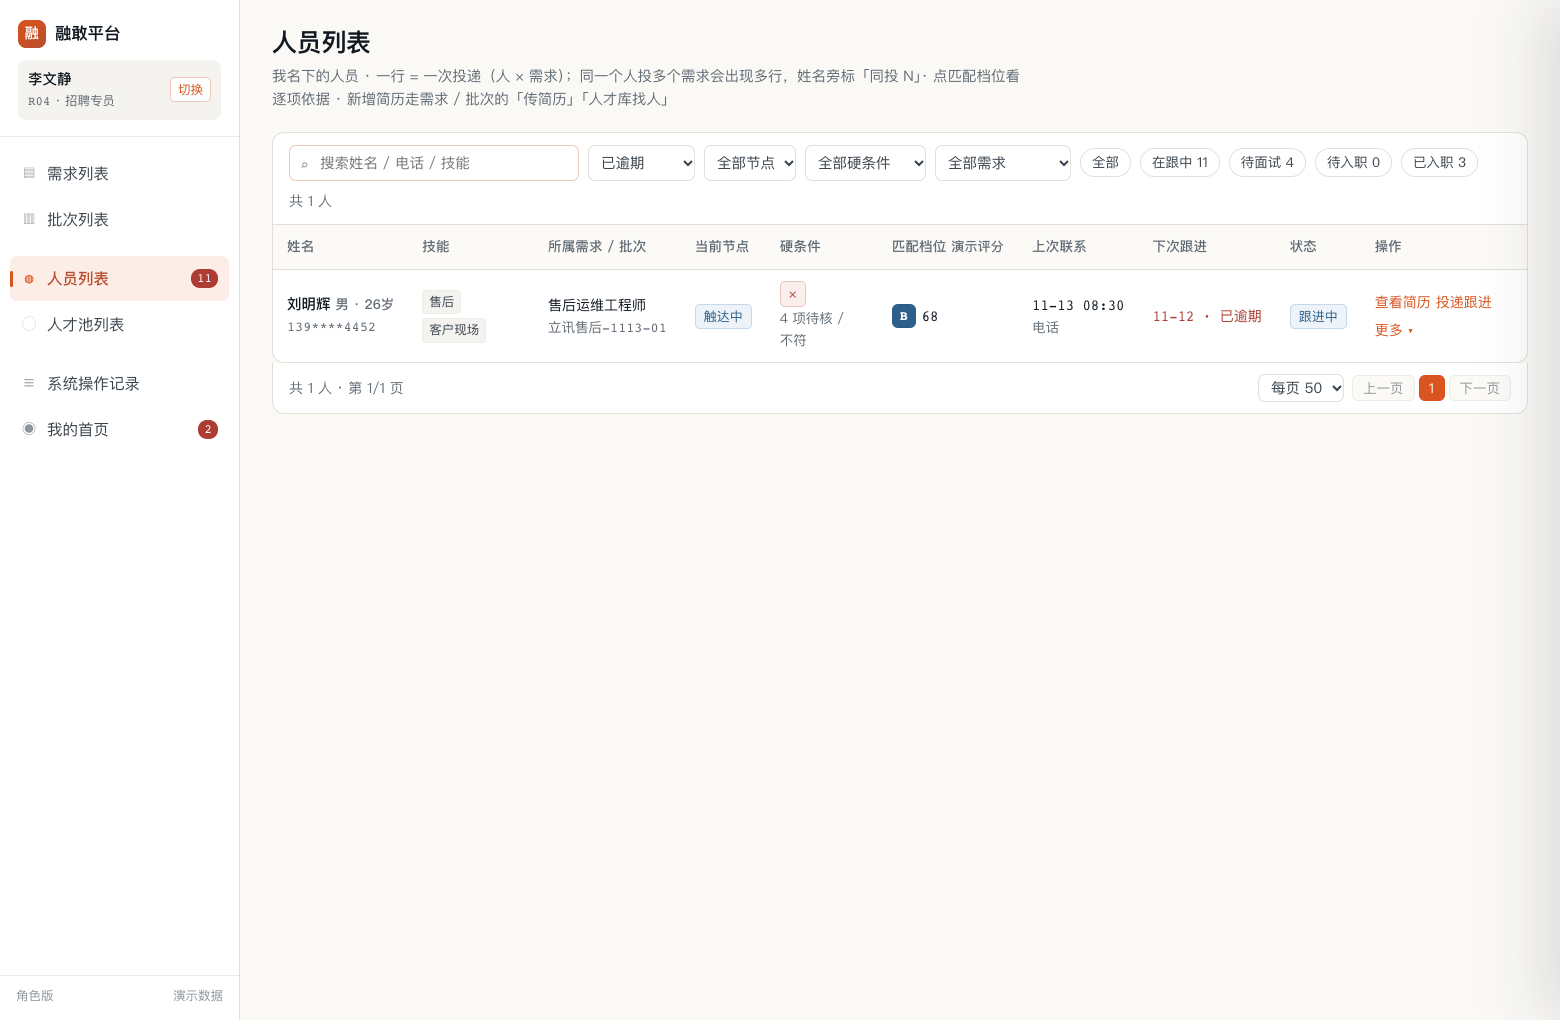 融 融敢平台
李文静
R04 · 招聘专员
切换
需求列表
批次列表
人员列表 11
人才池列表
系统操作记录
我的首页 2
角色版 演示数据
人员列表
我名下的人员 · 一行 = 一次投递（人 × 需求）；同一个人投多个需求会出现多行，姓名旁标「同投 N」· 点匹配档位看
逐项依据 · 新增简历走需求 / 批次的「传简历」「人才库找人」
搜索姓名 / 电话 / 技能 已逾期 全部节点 全部硬条件 全部需求 全部 在跟中 11 待面试 4 待入职 0 已入职 3
共 1 人
姓名 技能 所属需求 / 批次 当前节点 硬条件 匹配档位 演示评分 上次联系 下次跟进 状态 操作
刘明辉 男 · 26岁
139****4452
售后
客户现场
售后运维工程师
立讯售后-1113-01
触达中
×
4 项待核 /
不符
B 68
11-13 08:30
电话
11-12 · 已逾期
跟进中
查看简历 投递跟进
更多 ▾
共 1 人 · 第 1/1 页 每页 50 上一页 1 下一页